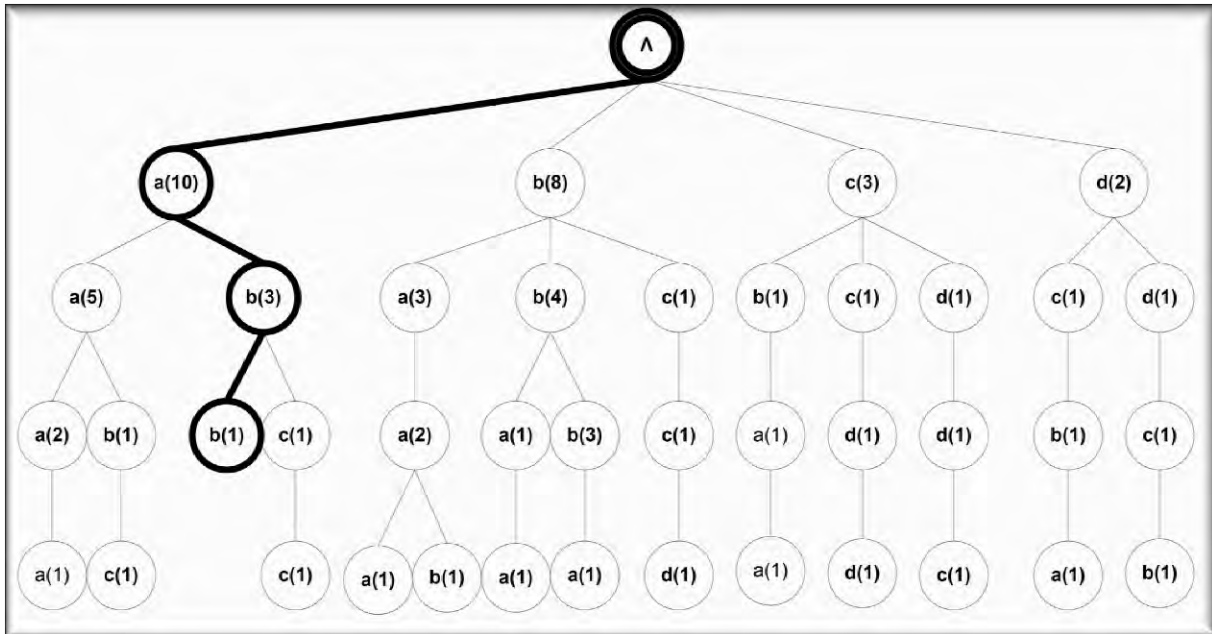 Λ
a(10) b(8) c(3) d(2)
a(5) b(3) a(3) b(4) c(1) b(1) c(1) d(1) c(1) d(1)
a(2) b(1) b(1) c(1) a(2) a(1) b(3) c(1) a(1) d(1) d(1) b(1) c(1)
a(1) c(1) c(1) a(1) b(1) a(1) a(1) d(1) a(1) d(1) c(1) a(1) b(1)